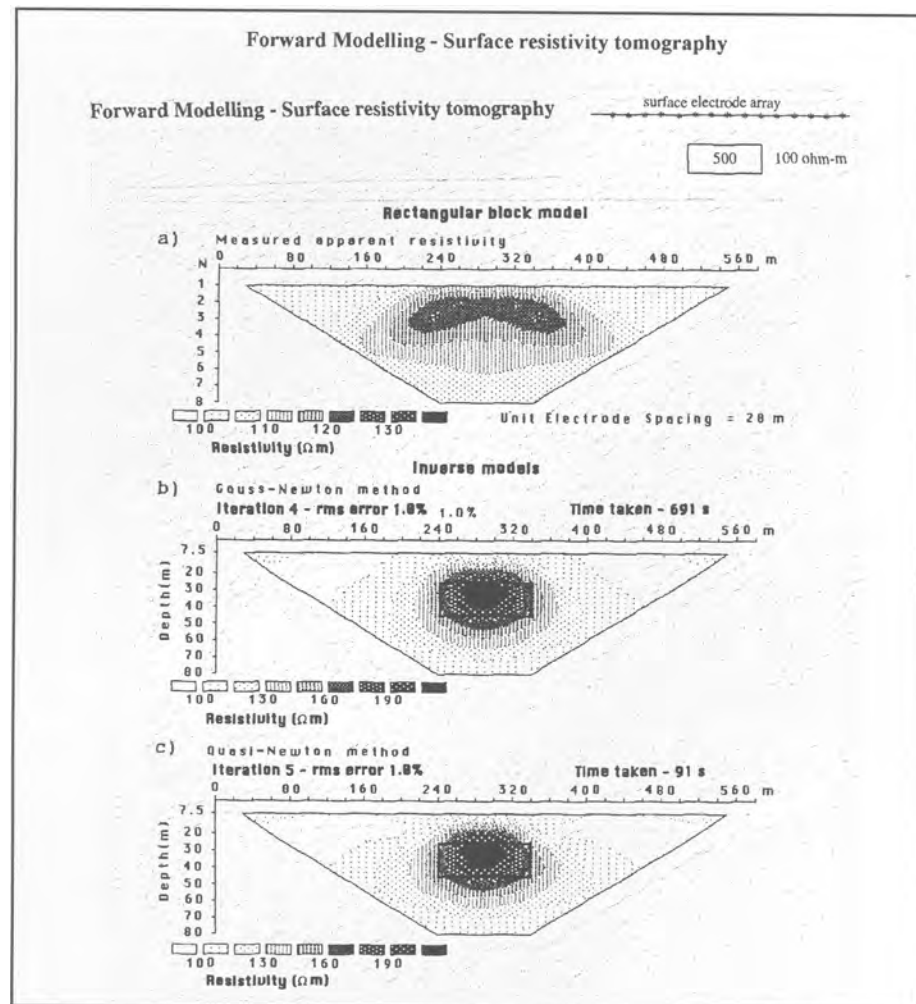 Forward Modelling - Surface resistivity tomography
Forward Modelling - Surface resistivity tomography
surface electrode array
500 100 ohm-m
Rectangular block model
a) Measured apparent resistivity
N 0 80 160 240 320 400 480 560 m
1
2
3
4
5
6
7
8
100 110 120 130
Unit Electrode Spacing = 20 m
Resistivity (Ωm)
Inverse models
b) Gauss-Newton method
Iteration 4 - rms error 1.0% 1.0% Time taken - 691 s
0 80 160 240 320 400 480 560 m
7.5
20
30
40
50
60
70
80
Depth(m)
100 130 160 190
Resistivity (Ωm)
c) Quasi-Newton method
Iteration 5 - rms error 1.0% Time taken - 91 s
0 80 160 240 320 400 480 560 m
7.5
20
30
40
50
60
70
80
Depth(m)
100 130 160 190
Resistivity (Ωm)